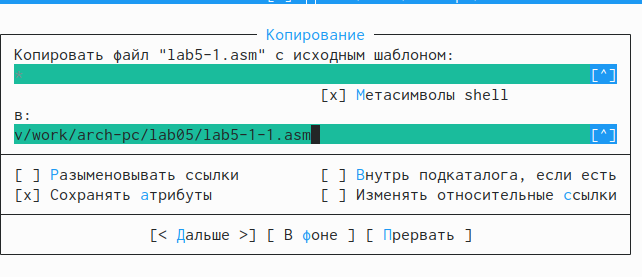 Копирование
Копировать файл "lab5-1.asm" с исходным шаблоном:
[^]
[x] Метасимволы shell
в:
v/work/arch-pc/lab05/lab5-1-1.asm [^]
[ ] Разыменовывать ссылки [ ] Внутрь подкаталога, если есть
[x] Сохранять атрибуты [ ] Изменять относительные ссылки
[< Дальше >] [ В фоне ] [ Прервать ]